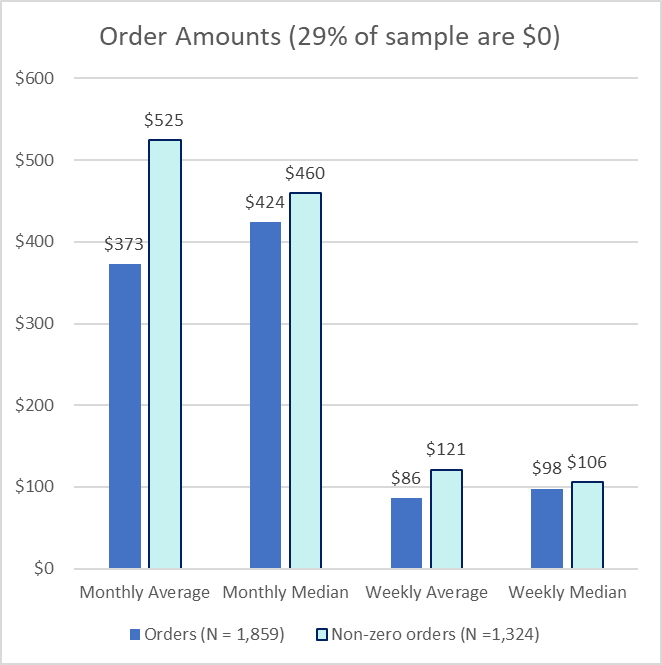 Order Amounts (29% of sample are $0)
$600
$500
$400
$300
$200
$100
$0
$373
$525
$424
$460
$86
$121
$98
$106
Monthly Average
Monthly Median
Weekly Average
Weekly Median
Orders (N = 1,859)
Non-zero orders (N =1,324)